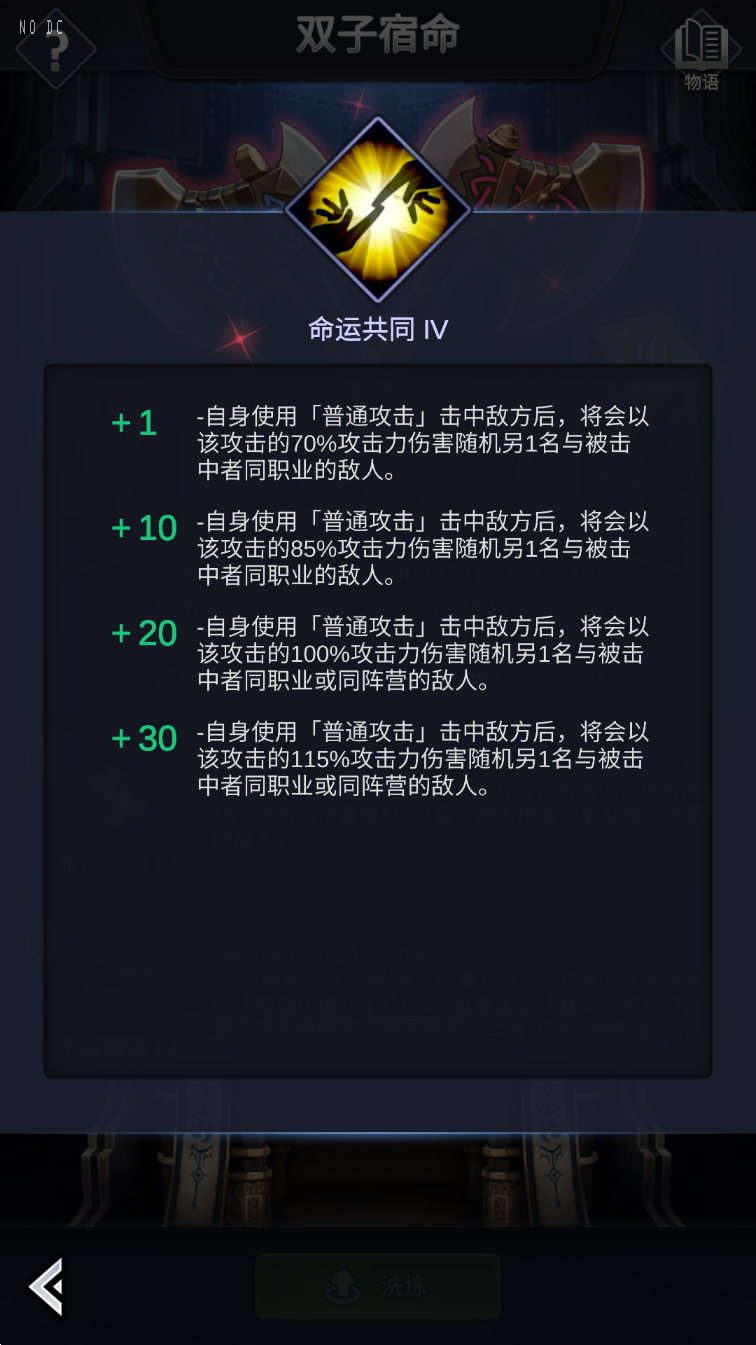 NO DC
双子宿命
物语
命运共同 IV
+1
-自身使用「普通攻击」击中敌方后，将会以
该攻击的70%攻击力伤害随机另1名与被击
中者同职业的敌人。
+10
-自身使用「普通攻击」击中敌方后，将会以
该攻击的85%攻击力伤害随机另1名与被击
中者同职业的敌人。
+20
-自身使用「普通攻击」击中敌方后，将会以
该攻击的100%攻击力伤害随机另1名与被击
中者同职业或同阵营的敌人。
+30
-自身使用「普通攻击」击中敌方后，将会以
该攻击的115%攻击力伤害随机另1名与被击
中者同职业或同阵营的敌人。
洗炼